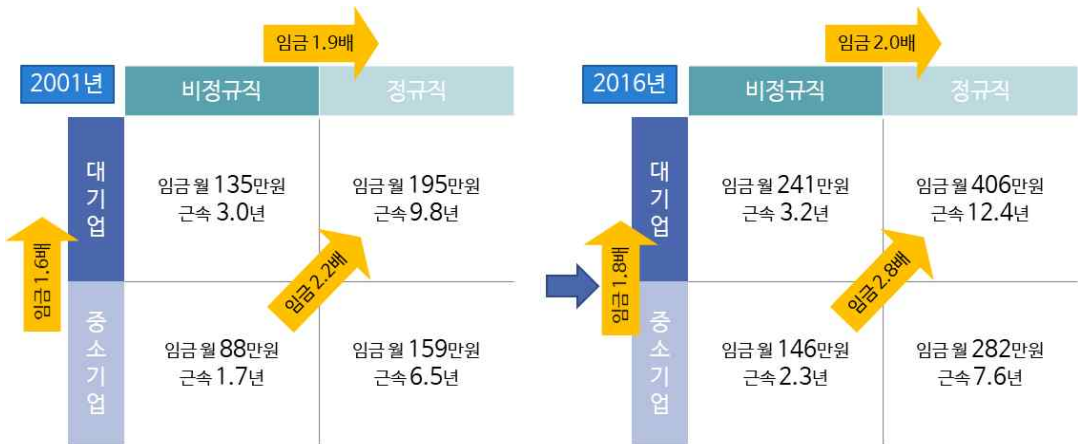 임금 1.9배
2001년
비정규직
정규직
대기업
임금 월 135만원
근속 3.0년
임금 월 195만원
근속 9.8년
임금 1.6배
임금 2.2배
중소기업
임금 월 88만원
근속 1.7년
임금 월 159만원
근속 6.5년
임금 2.0배
2016년
비정규직
정규직
대기업
임금 월 241만원
근속 3.2년
임금 월 406만원
근속 12.4년
임금 1.8배
임금 2.8배
중소기업
임금 월 146만원
근속 2.3년
임금 월 282만원
근속 7.6년